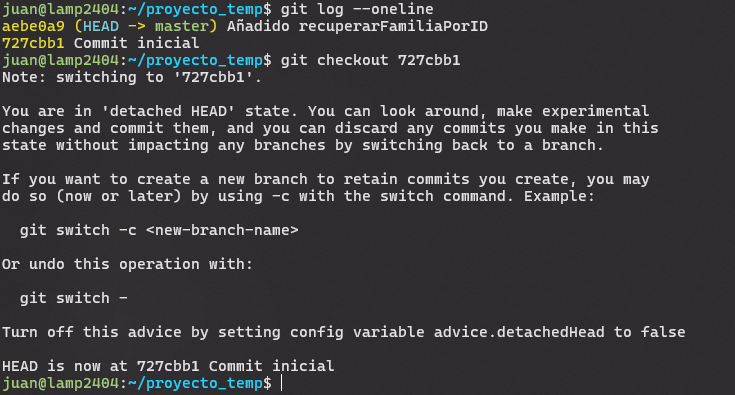 juan@lamp2404:~/proyecto_temp$ git log --oneline
aebe0a9 (HEAD -> master) Añadido recuperarFamiliaPorID
727cbb1 Commit inicial
juan@lamp2404:~/proyecto_temp$ git checkout 727cbb1
Note: switching to '727cbb1'.

You are in 'detached HEAD' state. You can look around, make experimental
changes and commit them, and you can discard any commits you make in this
state without impacting any branches by switching back to a branch.

If you want to create a new branch to retain commits you create, you may
do so (now or later) by using -c with the switch command. Example:

  git switch -c <new-branch-name>

Or undo this operation with:

  git switch -

Turn off this advice by setting config variable advice.detachedHead to false

HEAD is now at 727cbb1 Commit inicial
juan@lamp2404:~/proyecto_temp$